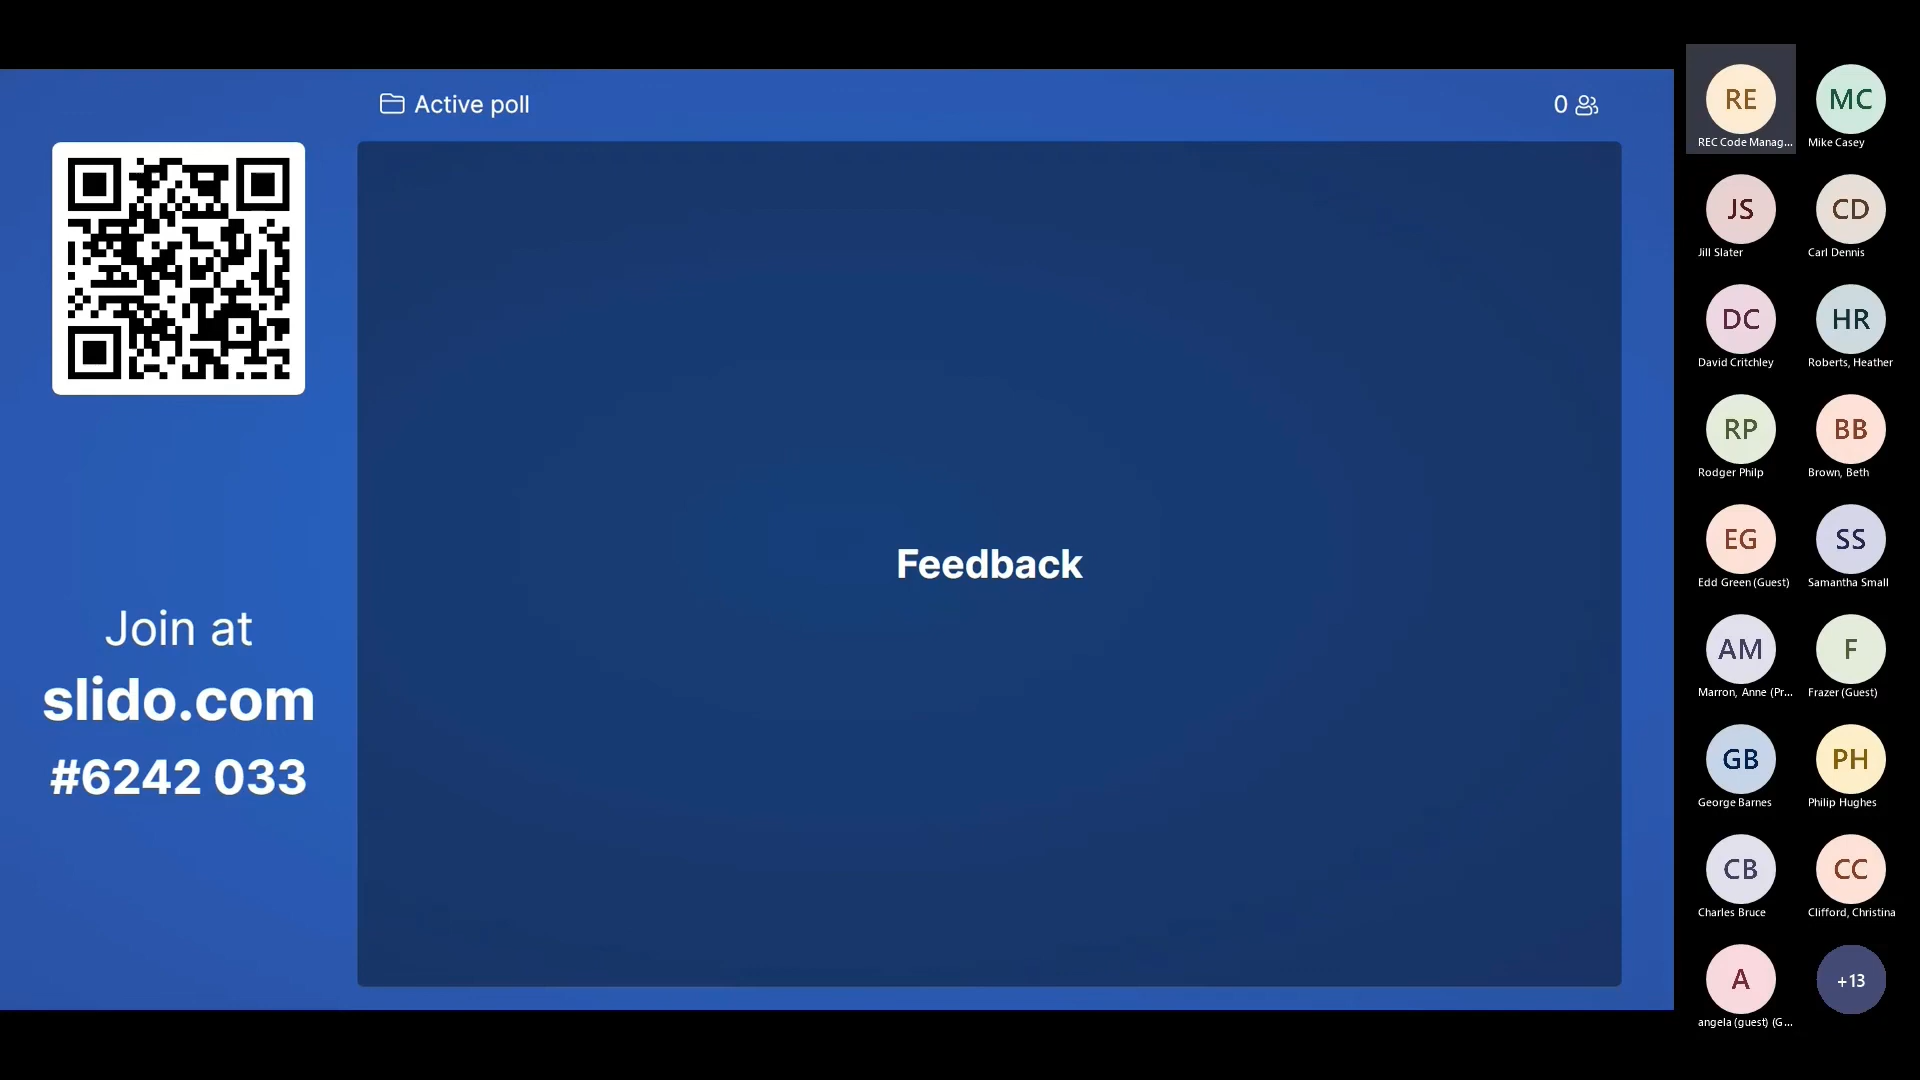 Active poll
0
Feedback
Join at
slido.com
#6242 033
RE
REC Code Manag...
MC
Mike Casey
JS
Jill Slater
CD
Carl Dennis
DC
David Critchley
HR
Roberts, Heather
RP
Rodger Philp
BB
Brown, Beth
EG
Edd Green (Guest)
SS
Samantha Small
AM
Marron, Anne (Pr...
F
Frazer (Guest)
GB
George Barnes
PH
Philip Hughes
CB
Charles Bruce
CC
Clifford, Christina
A
angela (guest) (G...
+13